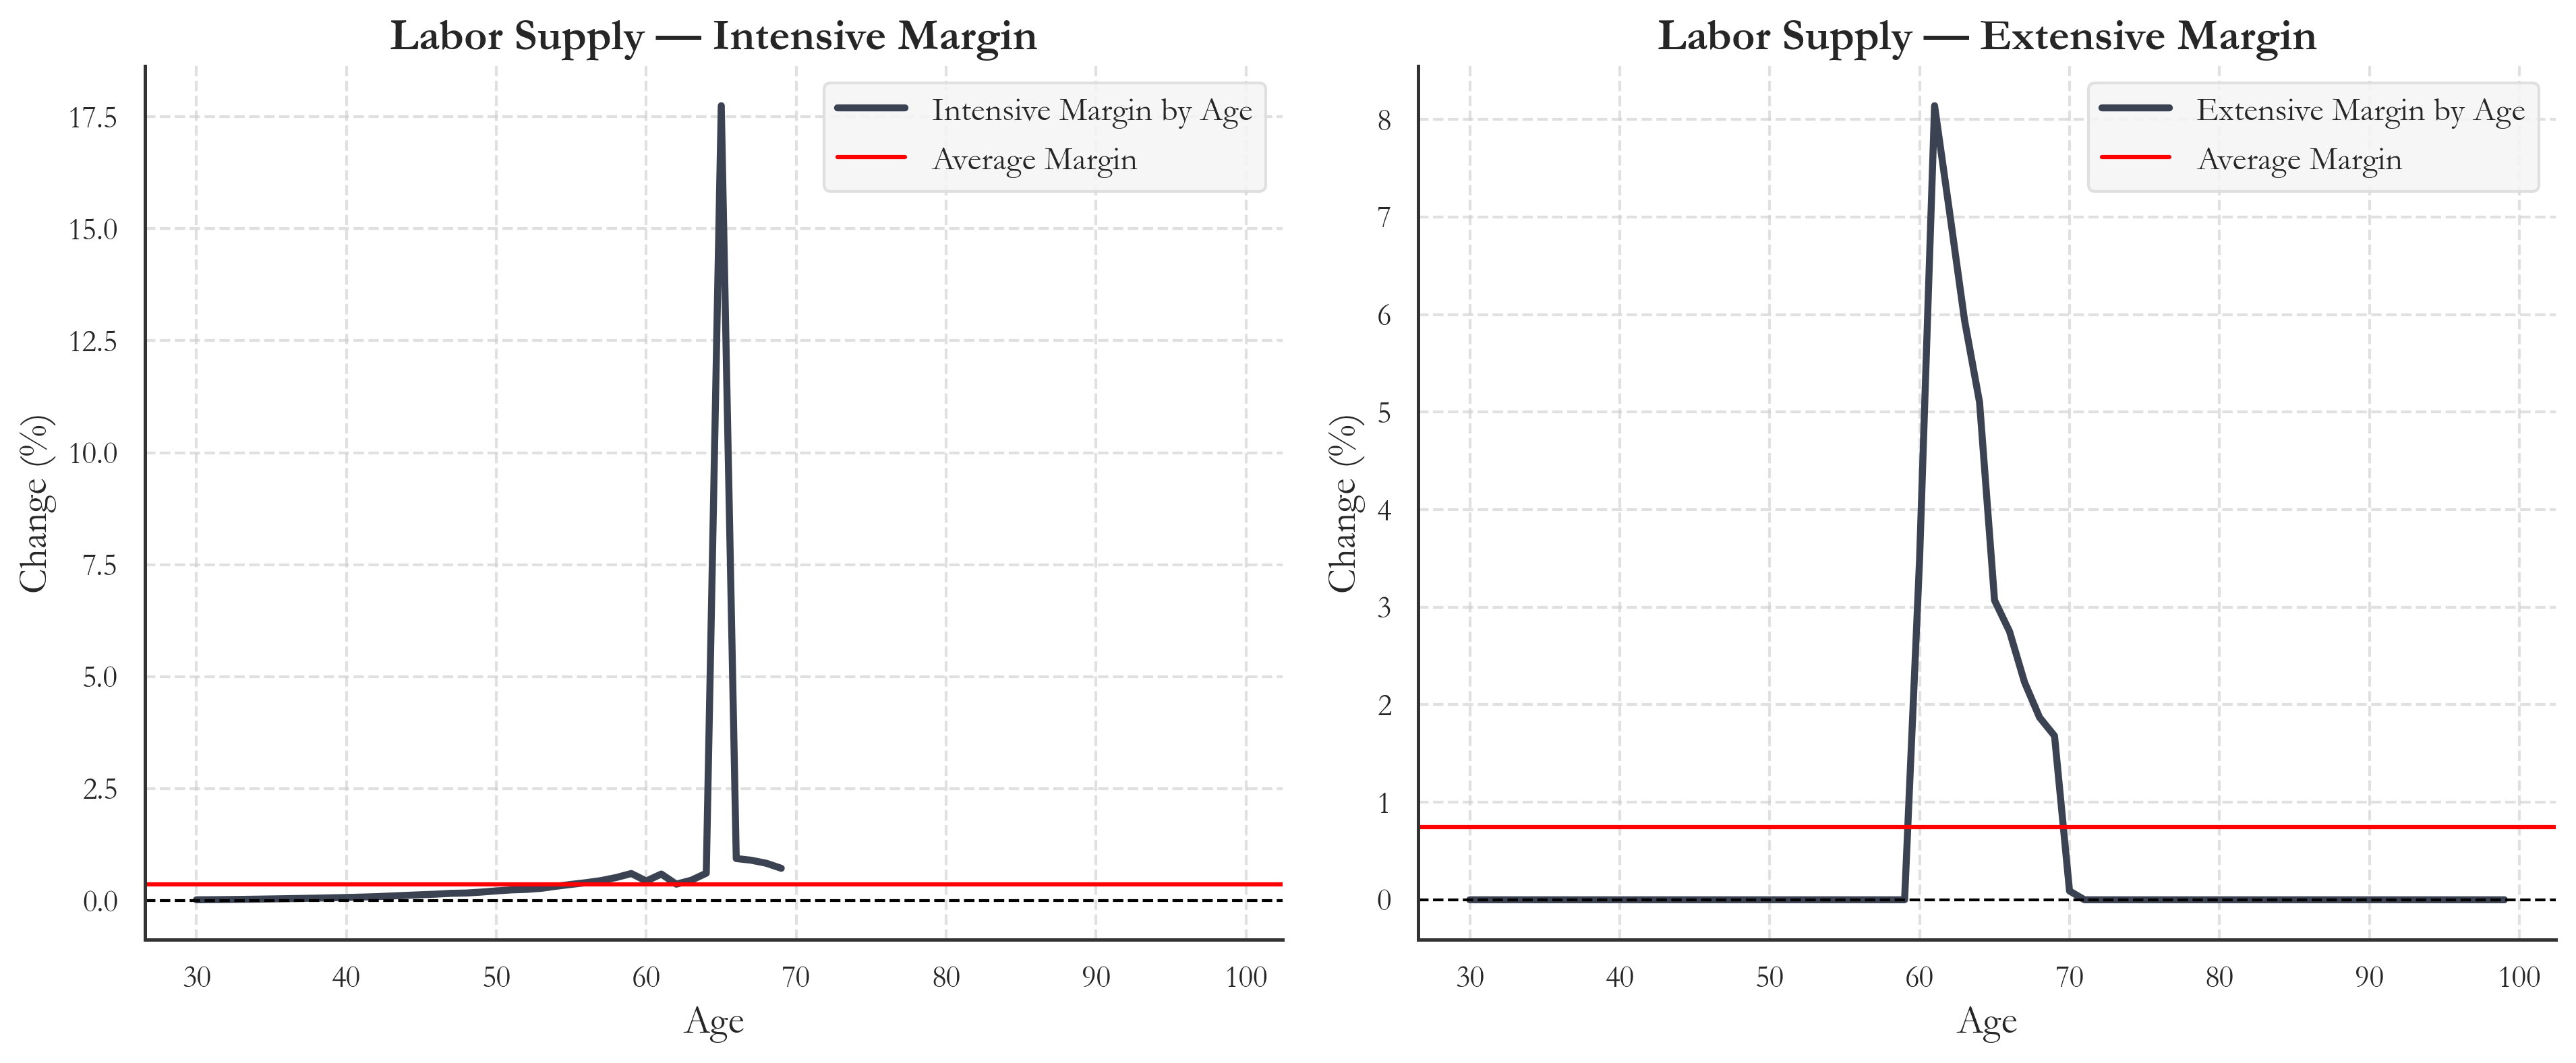 Labor Supply — Intensive Margin
Intensive Margin by Age
Average Margin
17.5
15.0
12.5
10.0
7.5
5.0
2.5
0.0
Change (%)
30 40 50 60 70 80 90 100
Age
Labor Supply — Extensive Margin
Extensive Margin by Age
Average Margin
8
7
6
5
4
3
2
1
0
Change (%)
30 40 50 60 70 80 90 100
Age